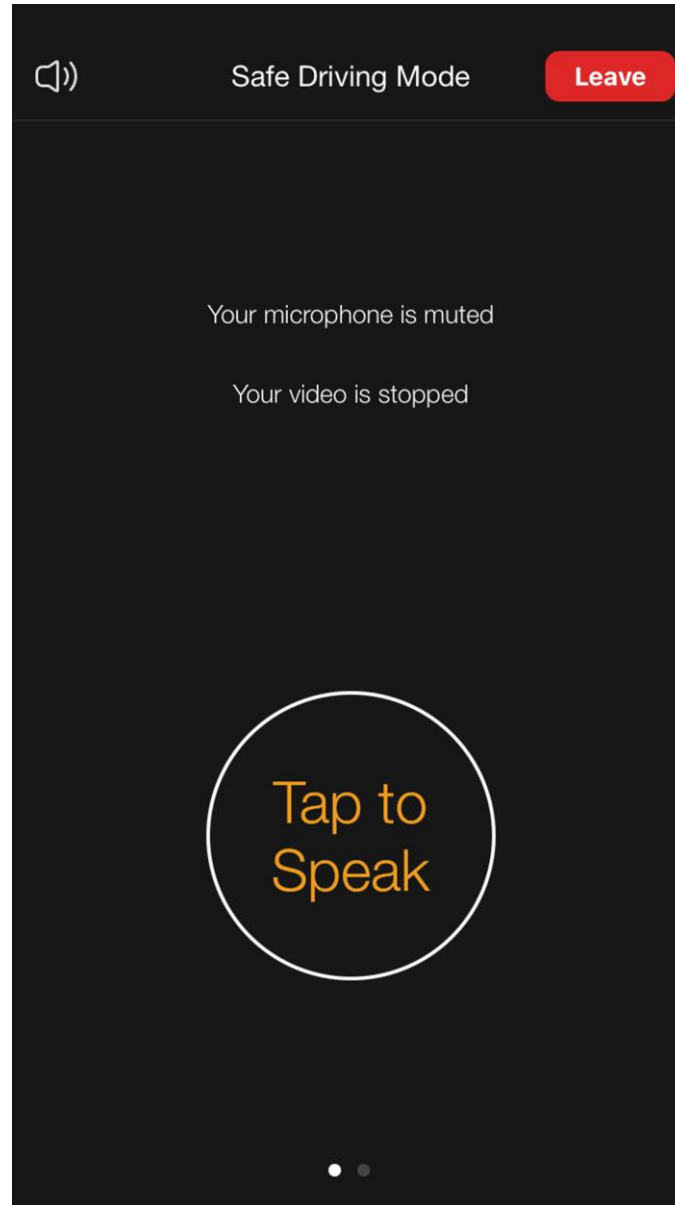 Safe Driving Mode
Leave
Your microphone is muted
Your video is stopped
Tap to
Speak